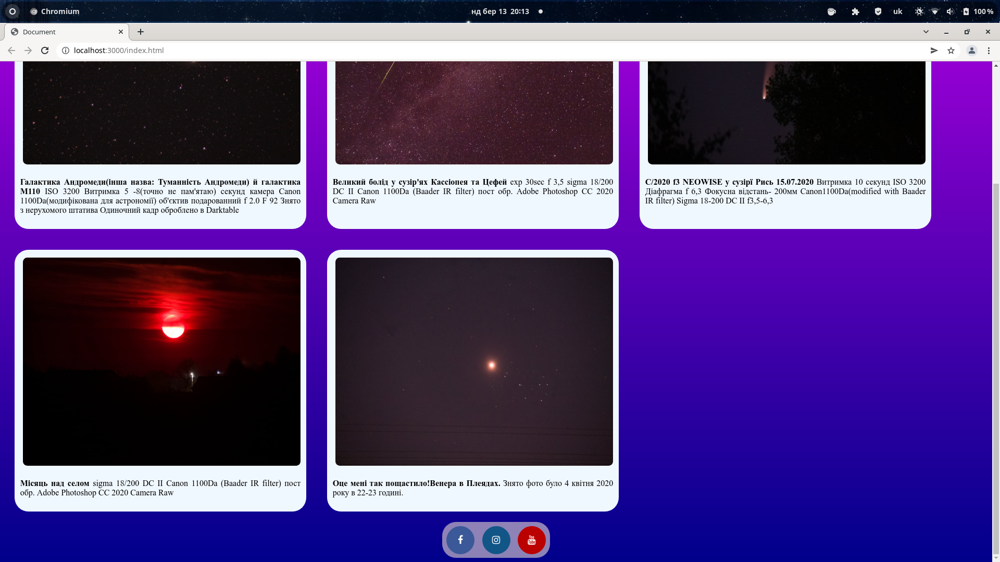 Chromium
нд бер 13 20:13
uk
100 %
Document
localhost:3000/index.html
Галактика Андромеди(інша назва: Туманність Андромеди) й галактика
М110 ISO 3200 Витримка 5 -8(точно не пам'ятаю) секунд камера Canon
1100Da(модифікована для астрономії) об'єктив подарованний f 2.0 F 92 Знято
з нерухомого штатива Одиночний кадр оброблено в Darktable
Великий болід у сузір'ях Кассіопея та Цефей exp 30sec f 3,5 sigma 18/200
DC II Canon 1100Da (Baader IR filter) пост обр. Adobe Photoshop CC 2020
Camera Raw
C/2020 f3 NEOWISE у сузірї Рись 15.07.2020 Витримка 10 секунд ISO 3200
Діафрагма f 6,3 Фокусна відстань- 200мм Canon1100Da(modified with Baader
IR filter) Sigma 18-200 DC II f3,5-6,3
Місяць над селом sigma 18/200 DC II Canon 1100Da (Baader IR filter) пост
обр. Adobe Photoshop CC 2020 Camera Raw
Оце мені так пощастило!Венера в Плеядах. Знято фото було 4 квітня 2020
року в 22-23 годині.
You
Tube